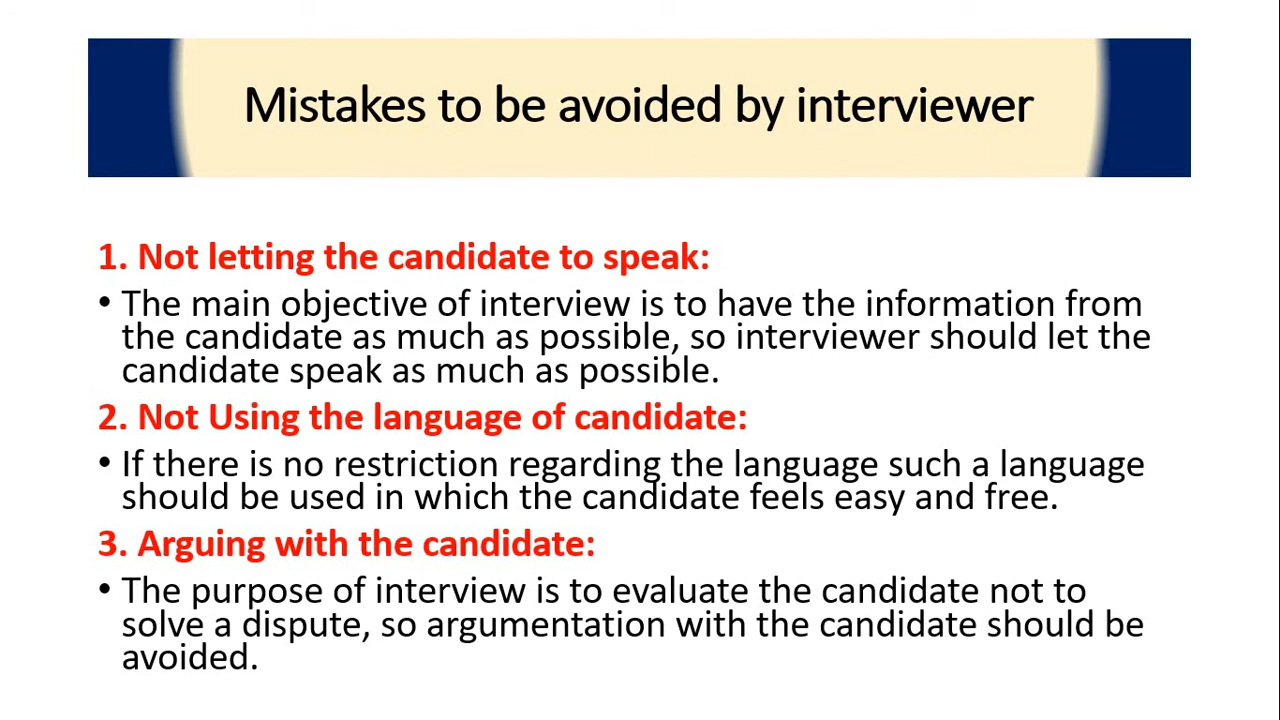 Mistakes to be avoided by interviewer
1. Not letting the candidate to speak:
• The main objective of interview is to have the information from
the candidate as much as possible, so interviewer should let the
candidate speak as much as possible.
2. Not Using the language of candidate:
• If there is no restriction regarding the language such a language
should be used in which the candidate feels easy and free.
3. Arguing with the candidate:
• The purpose of interview is to evaluate the candidate not to
solve a dispute, so argumentation with the candidate should be
avoided.